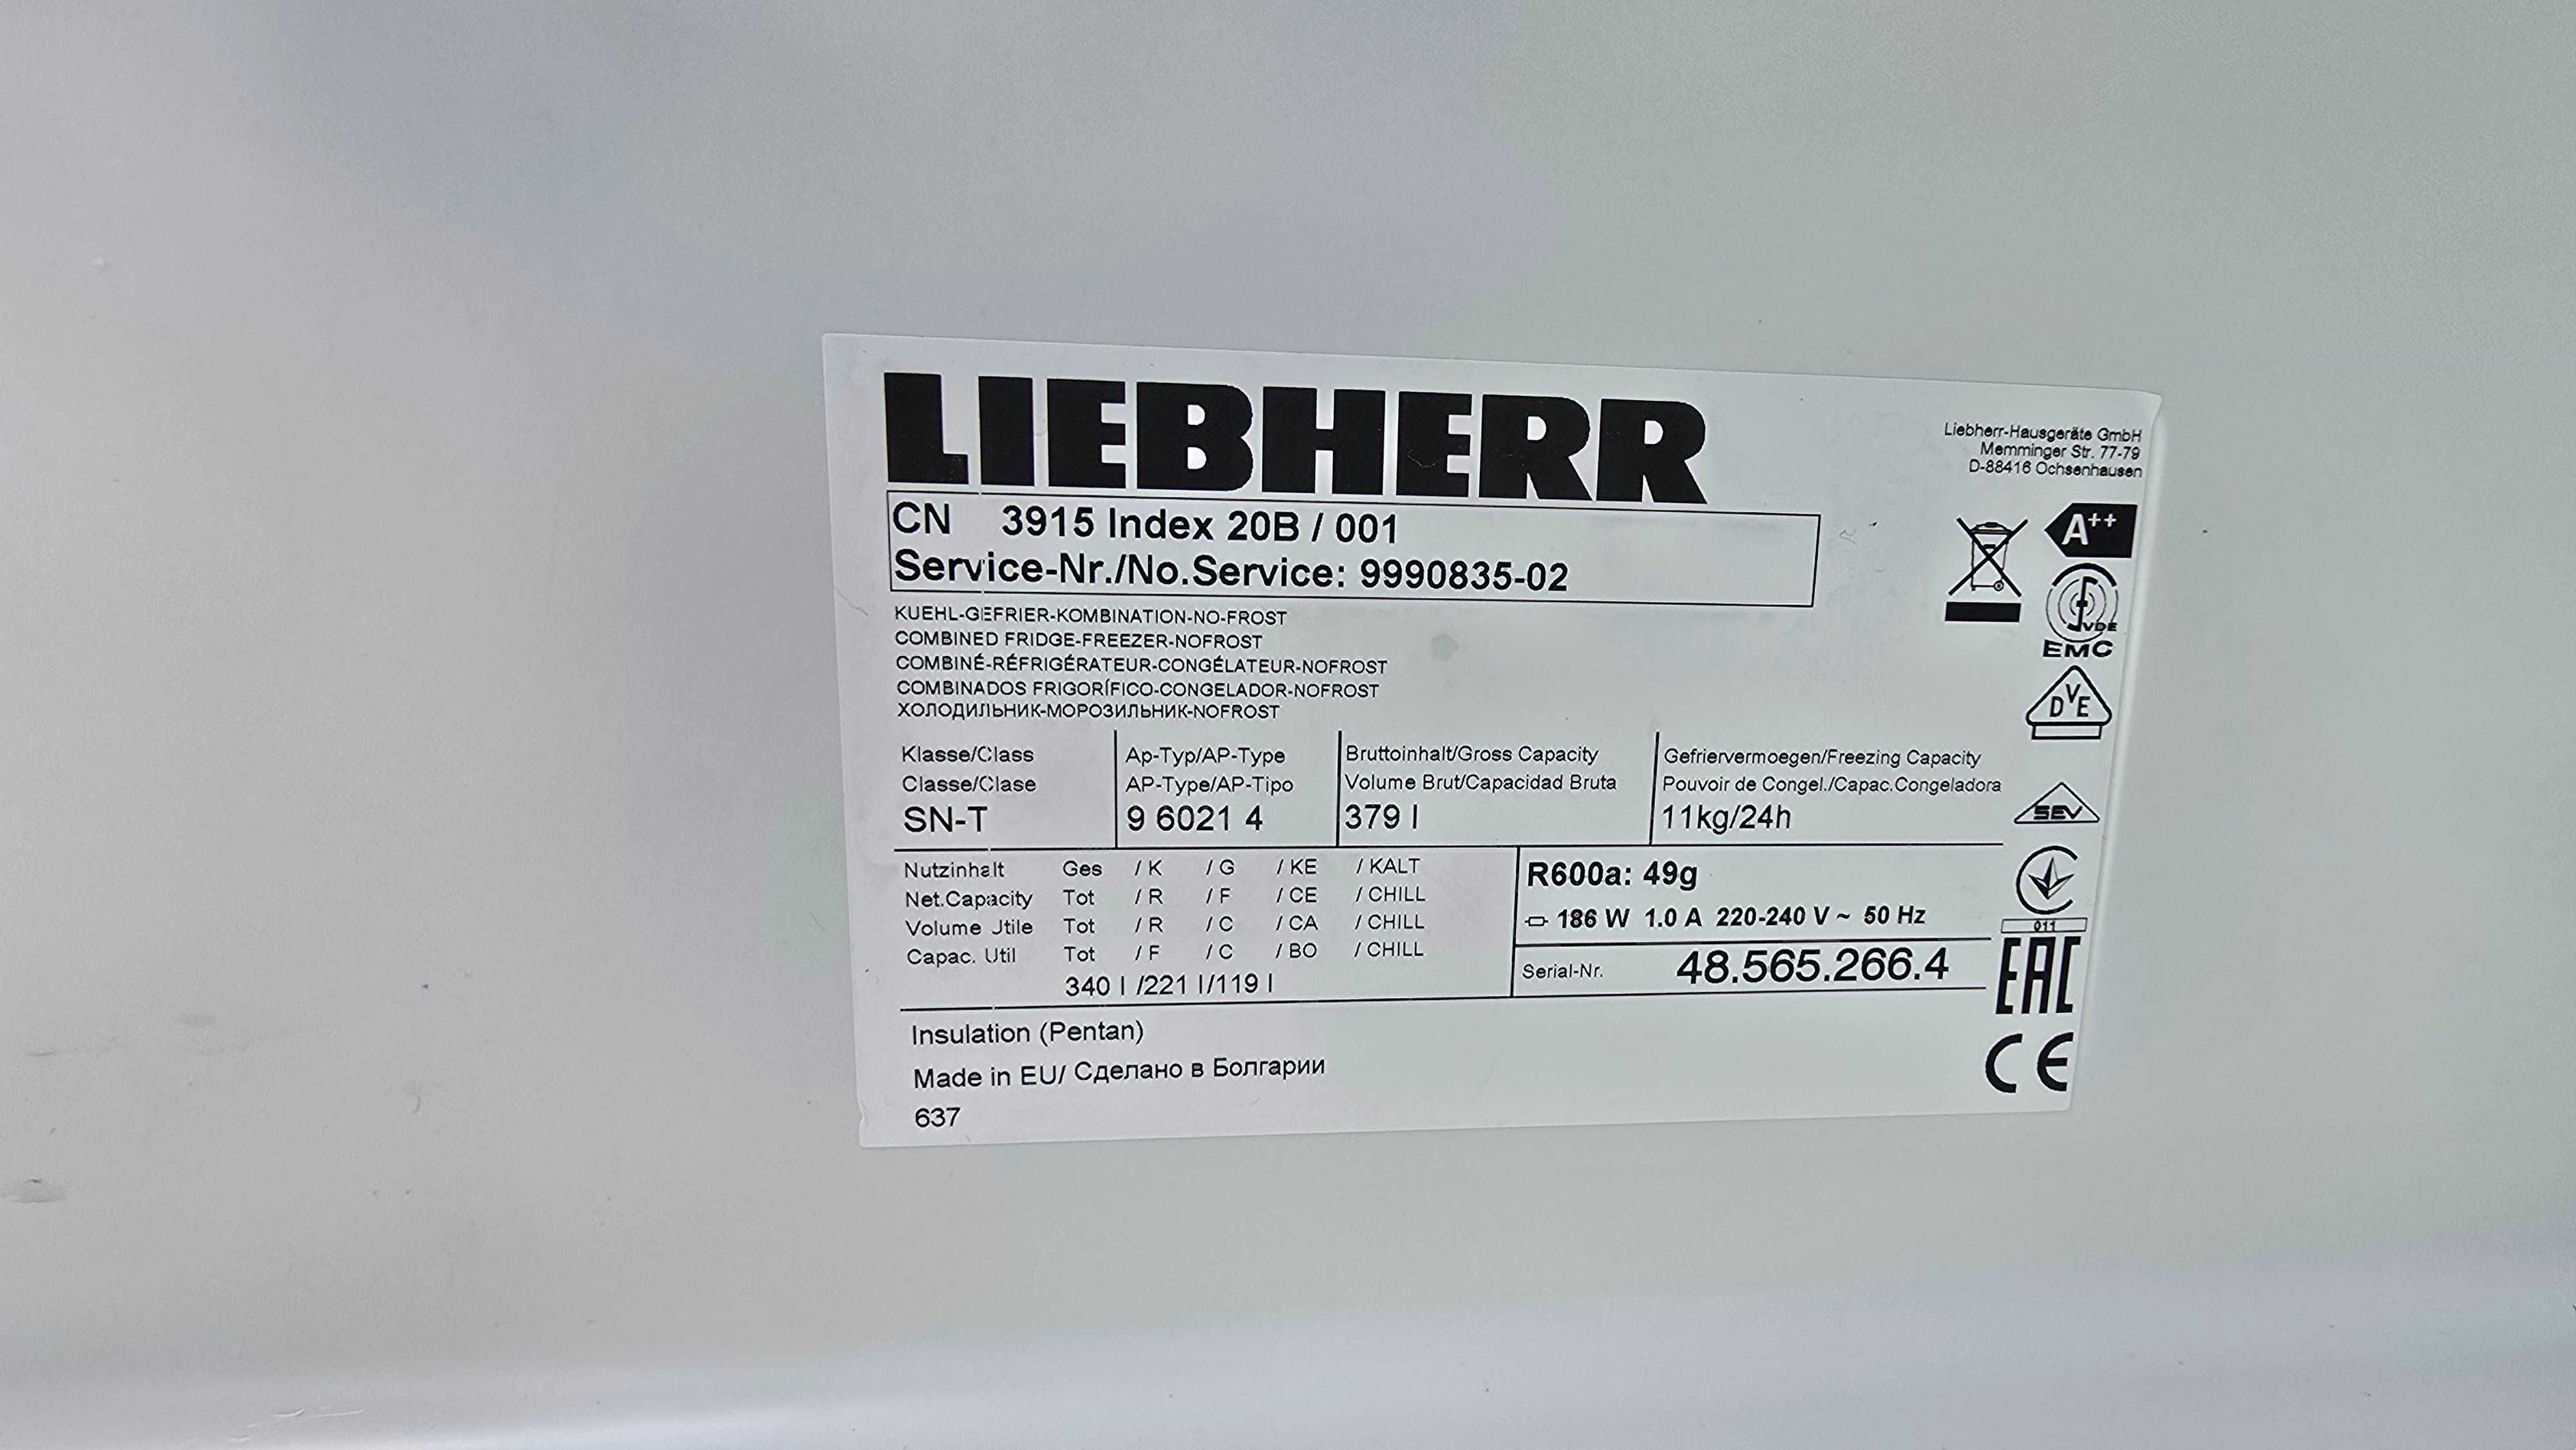 LIEBHERR
Liebherr-Hausgeräte GmbH
Memminger Str. 77-79
D-88416 Ochsenhausen
CN 3915 Index 20B / 001
Service-Nr./No.Service: 9990835-02
A++
VDE
EMC
KUEHL-GEFRIER-KOMBINATION-NO-FROST
COMBINED FRIDGE-FREEZER-NOFROST
COMBINÉ-RÉFRIGÉRATEUR-CONGÉLATEUR-NOFROST
COMBINADOS FRIGORÍFICO-CONGELADOR-NOFROST
ХОЛОДИЛЬНИК-МОРОЗИЛЬНИК-NOFROST
DVE
Klasse/Class Ap-Typ/AP-Type Bruttoinhalt/Gross Capacity Gefriervermoegen/Freezing Capacity
Classe/Clase AP-Type/AP-Tipo Volume Brut/Capacidad Bruta Pouvoir de Congel./Capac.Congeladora
SN-T 9 6021 4 379 l 11kg/24h
SEV
Nutzinhalt Ges / K / G / KE / KALT
Net.Capacity Tot / R / F / CE / CHILL
Volume Utile Tot / R / C / CA / CHILL
Capac. Util Tot / F / C / BO / CHILL
340 l /221 l/119 l
R600a: 49g
186 W 1.0 A 220-240 V ~ 50 Hz
011
Serial-Nr. 48.565.266.4
EAC
Insulation (Pentan)
Made in EU/ Сделано в Болгарии
637
CE